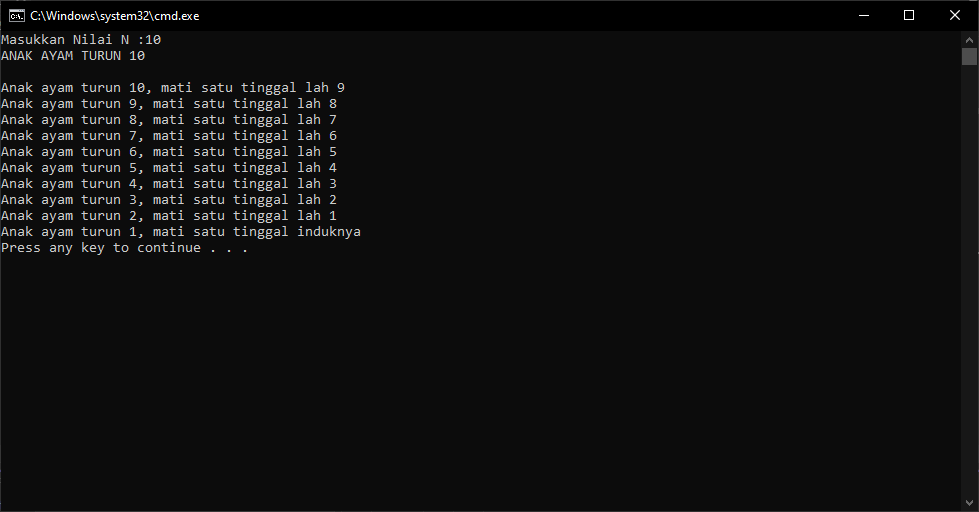 C:\Windows\system32\cmd.exe
Masukkan Nilai N :10
ANAK AYAM TURUN 10
Anak ayam turun 10, mati satu tinggal lah 9
Anak ayam turun 9, mati satu tinggal lah 8
Anak ayam turun 8, mati satu tinggal lah 7
Anak ayam turun 7, mati satu tinggal lah 6
Anak ayam turun 6, mati satu tinggal lah 5
Anak ayam turun 5, mati satu tinggal lah 4
Anak ayam turun 4, mati satu tinggal lah 3
Anak ayam turun 3, mati satu tinggal lah 2
Anak ayam turun 2, mati satu tinggal lah 1
Anak ayam turun 1, mati satu tinggal induknya
Press any key to continue . . .